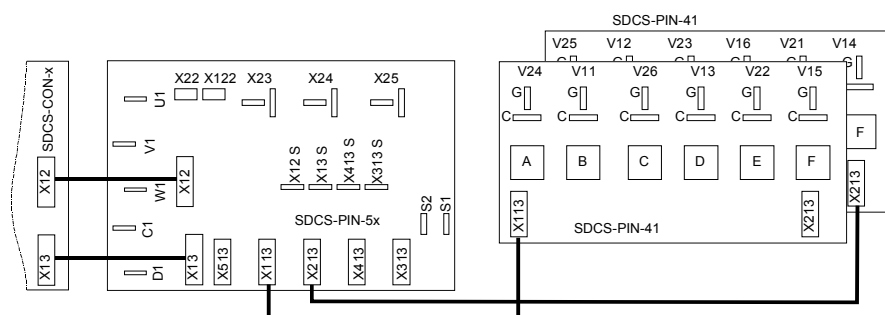 SDCS-PIN-41
V25 V12 V23 V16 V21 V14
G G
V24 V11 V26 V13 V22 V15
G G G G G G
C C C C C C
A B C D E F
F
X113 X213 X213
SDCS-PIN-41
SDCS-CON-x
X12
X13
U1
V1
W1
C1
D1
X22 X122 X23 X24 X25
X12
X12 S X13 S X413 S X313 S
S2 S1
SDCS-PIN-5x
X13 X513 X113 X213 X413 X313